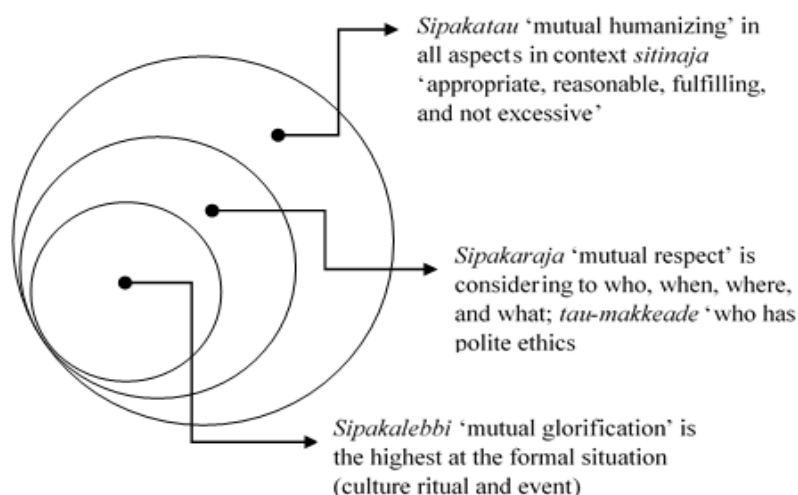 Sipakatau ‘mutual humanizing’ in
all aspects in context sitinaja
‘appropriate, reasonable, fulfilling,
and not excessive’
Sipakaraja ‘mutual respect’ is
considering to who, when, where,
and what; tau-makkeade ‘who has
polite ethics
Sipakalebbi ‘mutual glorification’ is
the highest at the formal situation
(culture ritual and event)